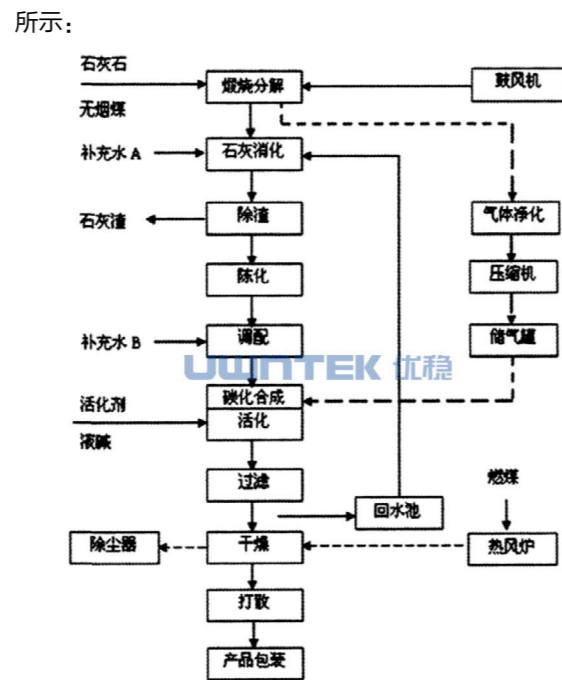 所示：
石灰石
煅烧分解
鼓风机
无烟煤
补充水 A
石灰消化
石灰渣
除渣
气体净化
陈化
压缩机
补充水 B
调配
储气罐
UWNTEK 优稳
碳化合成
活化剂
活化
液碱
过滤
燃煤
回水池
除尘器
干燥
热风炉
打散
产品包装